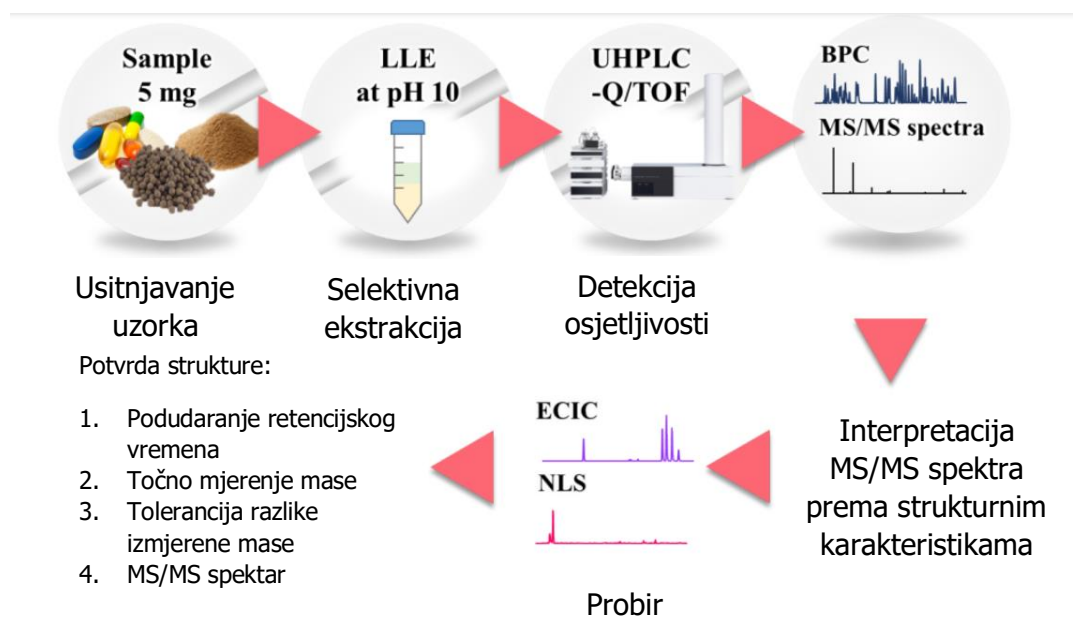 Sample
5 mg
LLE
at pH 10
UHPLC
-Q/TOF
BPC
MS/MS spectra
Usitnjavanje
uzorka
Selektivna
ekstrakcija
Detekcija
osjetljivosti
Interpretacija
MS/MS spektra
prema strukturnim
karakteristikama
ECIC
NLS
Probir
Potvrda strukture:
1. Podudaranje retencijskog
vremena
2. Točno mjerenje mase
3. Tolerancija razlike
izmjerene mase
4. MS/MS spektar